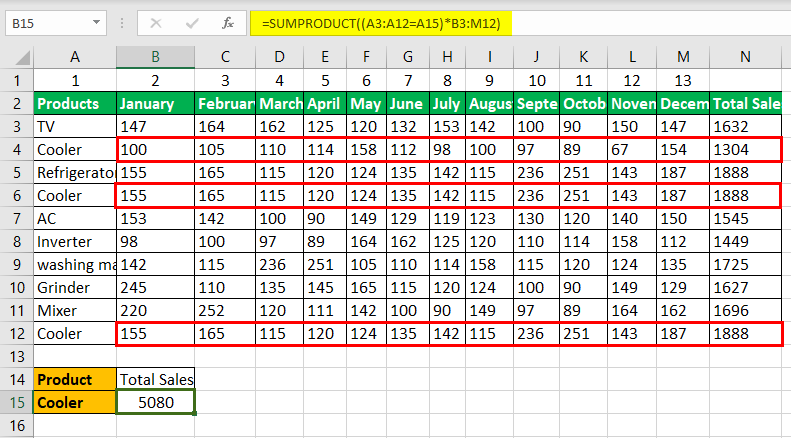 B15 fx =SUMPRODUCT((A3:A12=A15)*B3:M12)
A B C D E F G H I J K L M N
1 1 2 3 4 5 6 7 8 9 10 11 12 13
2 Products January Februar March April May June July Augus Septe Octob Noven Decem Total Sale
3 TV 147 164 162 125 120 132 153 142 100 90 150 147 1632
4 Cooler 100 105 110 114 158 112 98 100 97 89 67 154 1304
5 Refrigerato 155 165 115 120 124 135 142 115 236 251 143 187 1888
6 Cooler 155 165 115 120 124 135 142 115 236 251 143 187 1888
7 AC 153 142 100 90 149 129 119 123 130 120 140 150 1545
8 Inverter 98 100 97 89 164 162 125 120 110 114 158 112 1449
9 washing ma 142 115 236 251 105 110 114 158 115 120 124 135 1725
10 Grinder 245 110 135 145 165 115 120 124 100 90 149 129 1627
11 Mixer 220 252 120 111 142 100 90 149 97 89 164 162 1696
12 Cooler 155 165 115 120 124 135 142 115 236 251 143 187 1888
13
14 Product Total Sales
15 Cooler 5080
16